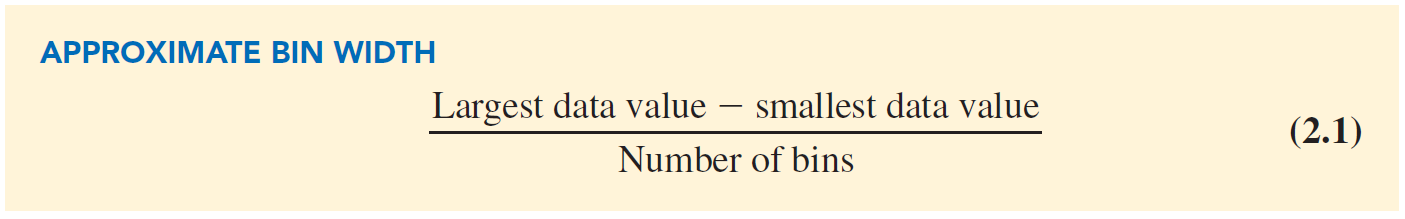 APPROXIMATE BIN WIDTH
Largest data value − smallest data value
(2.1)
Number of bins